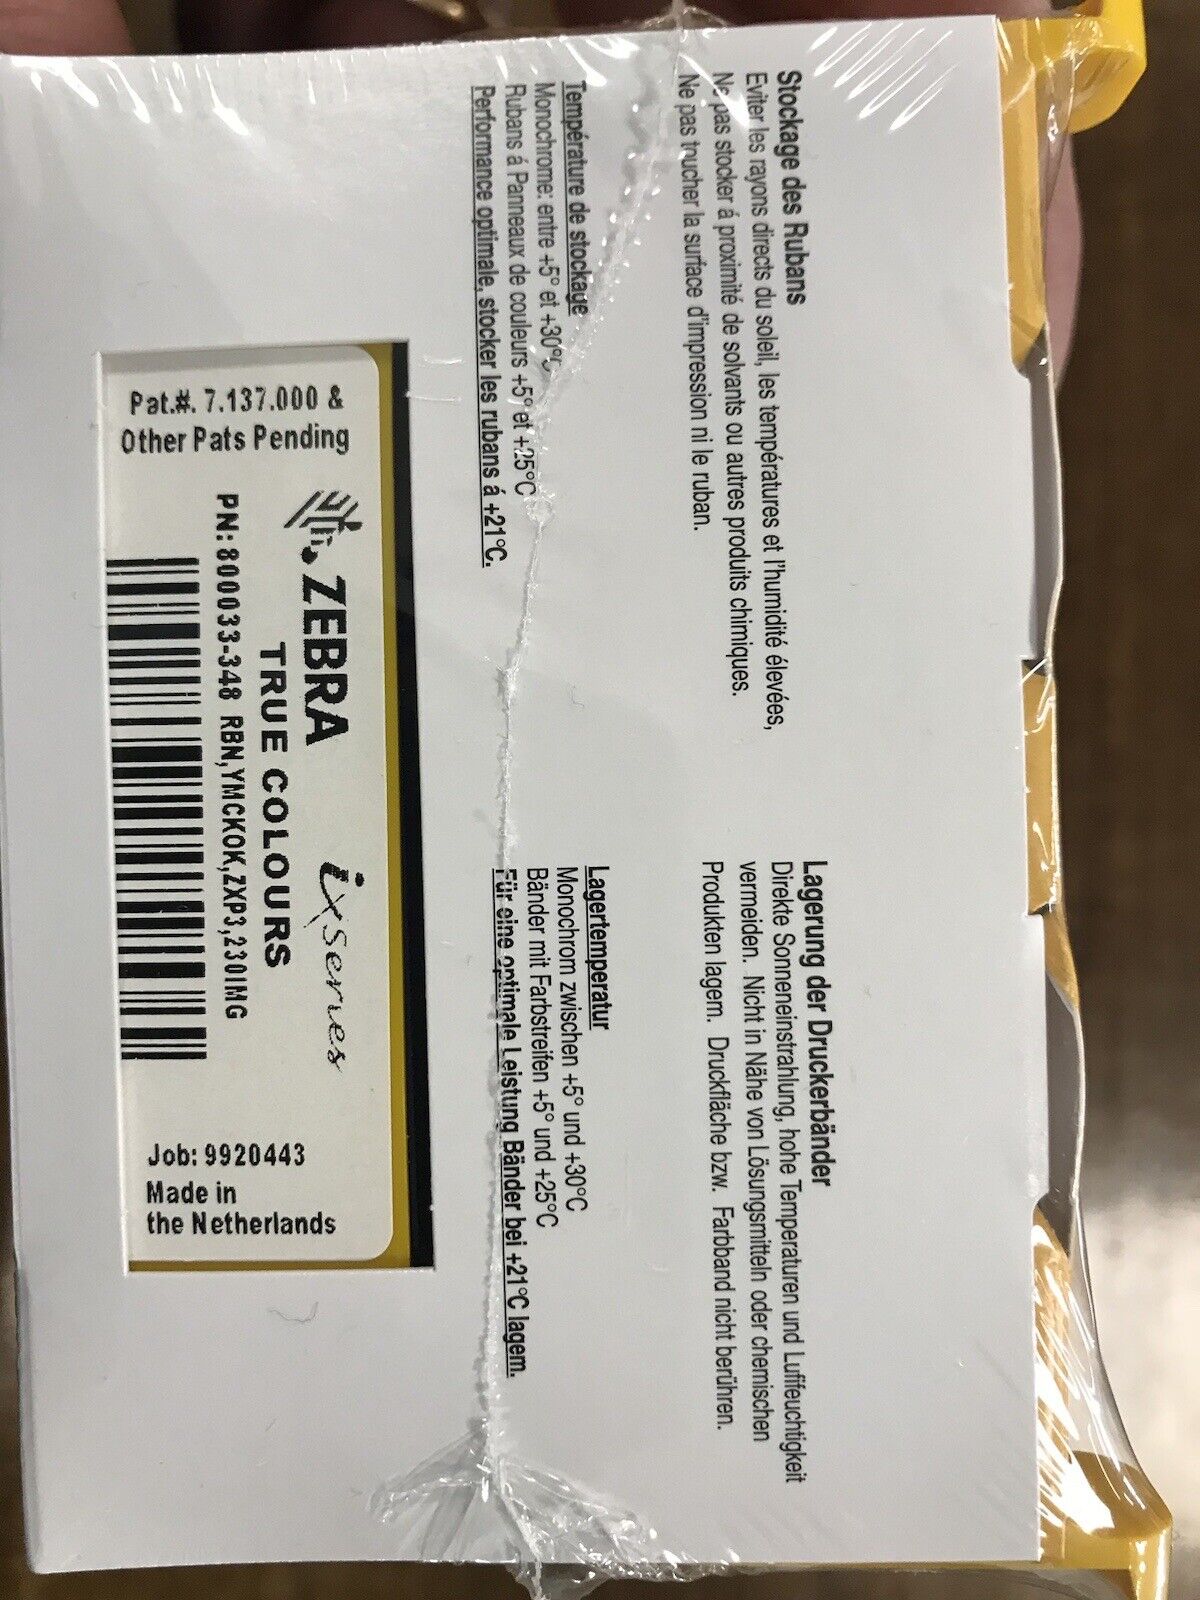 Stockage des Rubans
Eviter les rayons directs du soleil, les températures et l'humidité élevées,
Ne pas stocker á proximité de solvants ou autres produits chimiques.
Ne pas toucher la surface d'impression ni le ruban.
Température de stockage
Monochrome: entre +5° et +30°C
Rubans á Panneaux de couleurs +5° et +25°C
Performance optimale, stocker les rubans á +21°C.
Lagerung der Druckerbänder
Direkte Sonneneinstrahlung, hohe Temperaturen und Luftfeuchtigkeit
vermeiden. Nicht in Nähe von Lösungsmitteln oder chemischen
Produkten lagern. Druckfläche bzw. Farbband nicht berühren.
Lagertemperatur
Monochrom zwischen +5° und +30°C
Bänder mit Farbstreifen +5° und +25°C
Für eine optimale Leistung Bänder bei +21°C lagern.
Pat.#. 7.137.000 &
Other Pats Pending
ZEBRA
ix Series
TRUE COLOURS
PN: 800033-348 RBN,YMCKOK,ZXP3,230IMG
Job: 9920443
Made in
the Netherlands